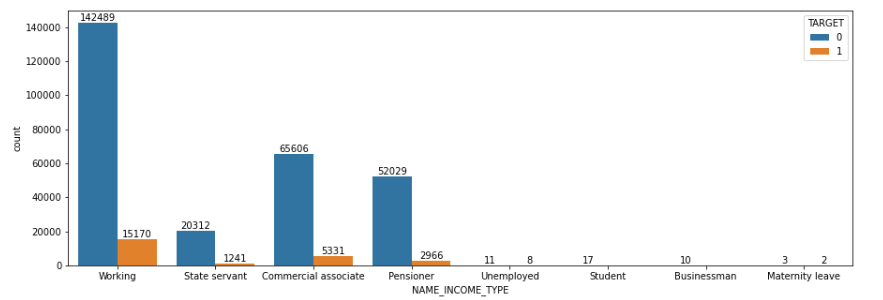 TARGET
0
1
count
140000
120000
100000
80000
60000
40000
20000
0
142489
15170
20312
1241
65606
5331
52029
2966
11
8
17
10
3
2
Working
State servant
Commercial associate
Pensioner
Unemployed
Student
Businessman
Maternity leave
NAME_INCOME_TYPE